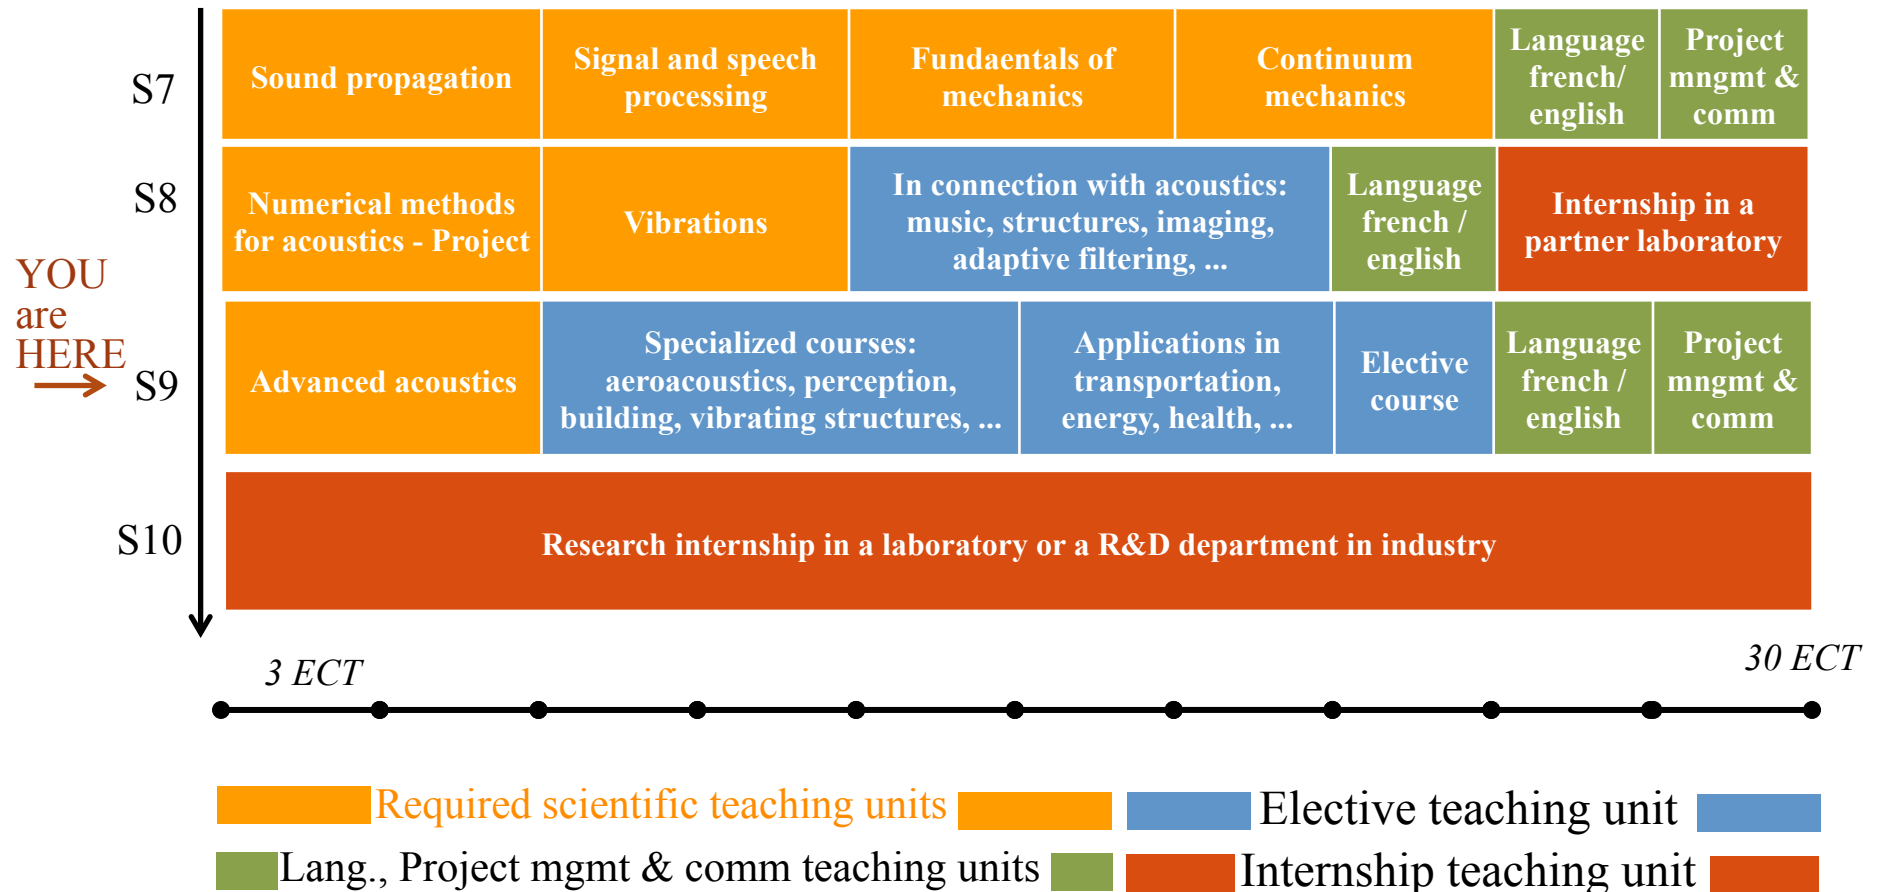 S7
Sound propagation
Signal and speech
processing
Fundaentals of
mechanics
Continuum
mechanics
Language
french/
english
Project
mngmt &
comm
S8
Numerical methods
for acoustics - Project
Vibrations
In connection with acoustics:
music, structures, imaging,
adaptive filtering, ...
Language
french /
english
Internship in a
partner laboratory
YOU
are
HERE
S9
Advanced acoustics
Specialized courses:
aeroacoustics, perception,
building, vibrating structures, ...
Applications in
transportation,
energy, health, ...
Elective
course
Language
french /
english
Project
mngmt &
comm
S10
Research internship in a laboratory or a R&D department in industry
3 ECT
30 ECT
Required scientific teaching units
Elective teaching unit
Lang., Project mgmt & comm teaching units
Internship teaching unit